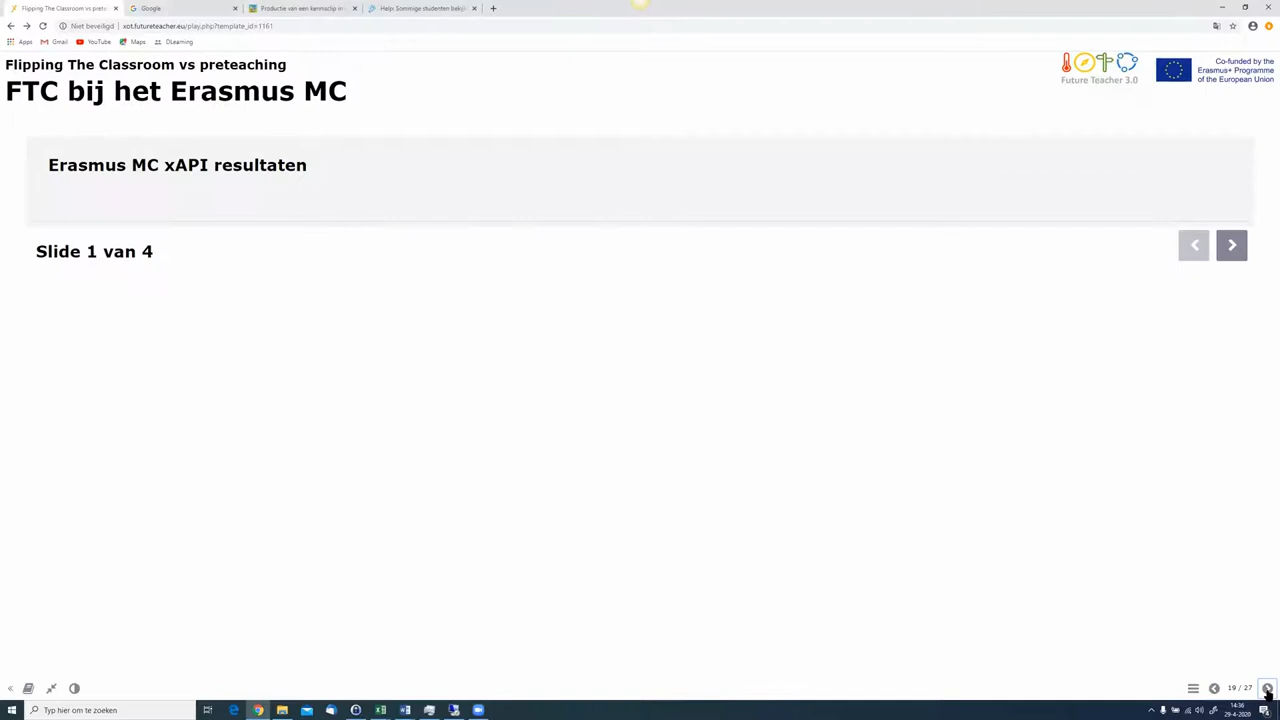 Flipping The Classroom vs prete
Google
Productie van een kennisclip in
Help: Sommige studenten bekijk
Niet beveiligd | xot.futureteacher.eu/play.php?template_id=1161
Apps Gmail YouTube Maps DLearning
Flipping The Classroom vs preteaching
FTC bij het Erasmus MC
Future Teacher 3.0
Co-funded by the
Erasmus+ Programme
of the European Union
Erasmus MC xAPI resultaten
Slide 1 van 4
19 / 27
Typ hier om te zoeken
14:36
29-4-2020